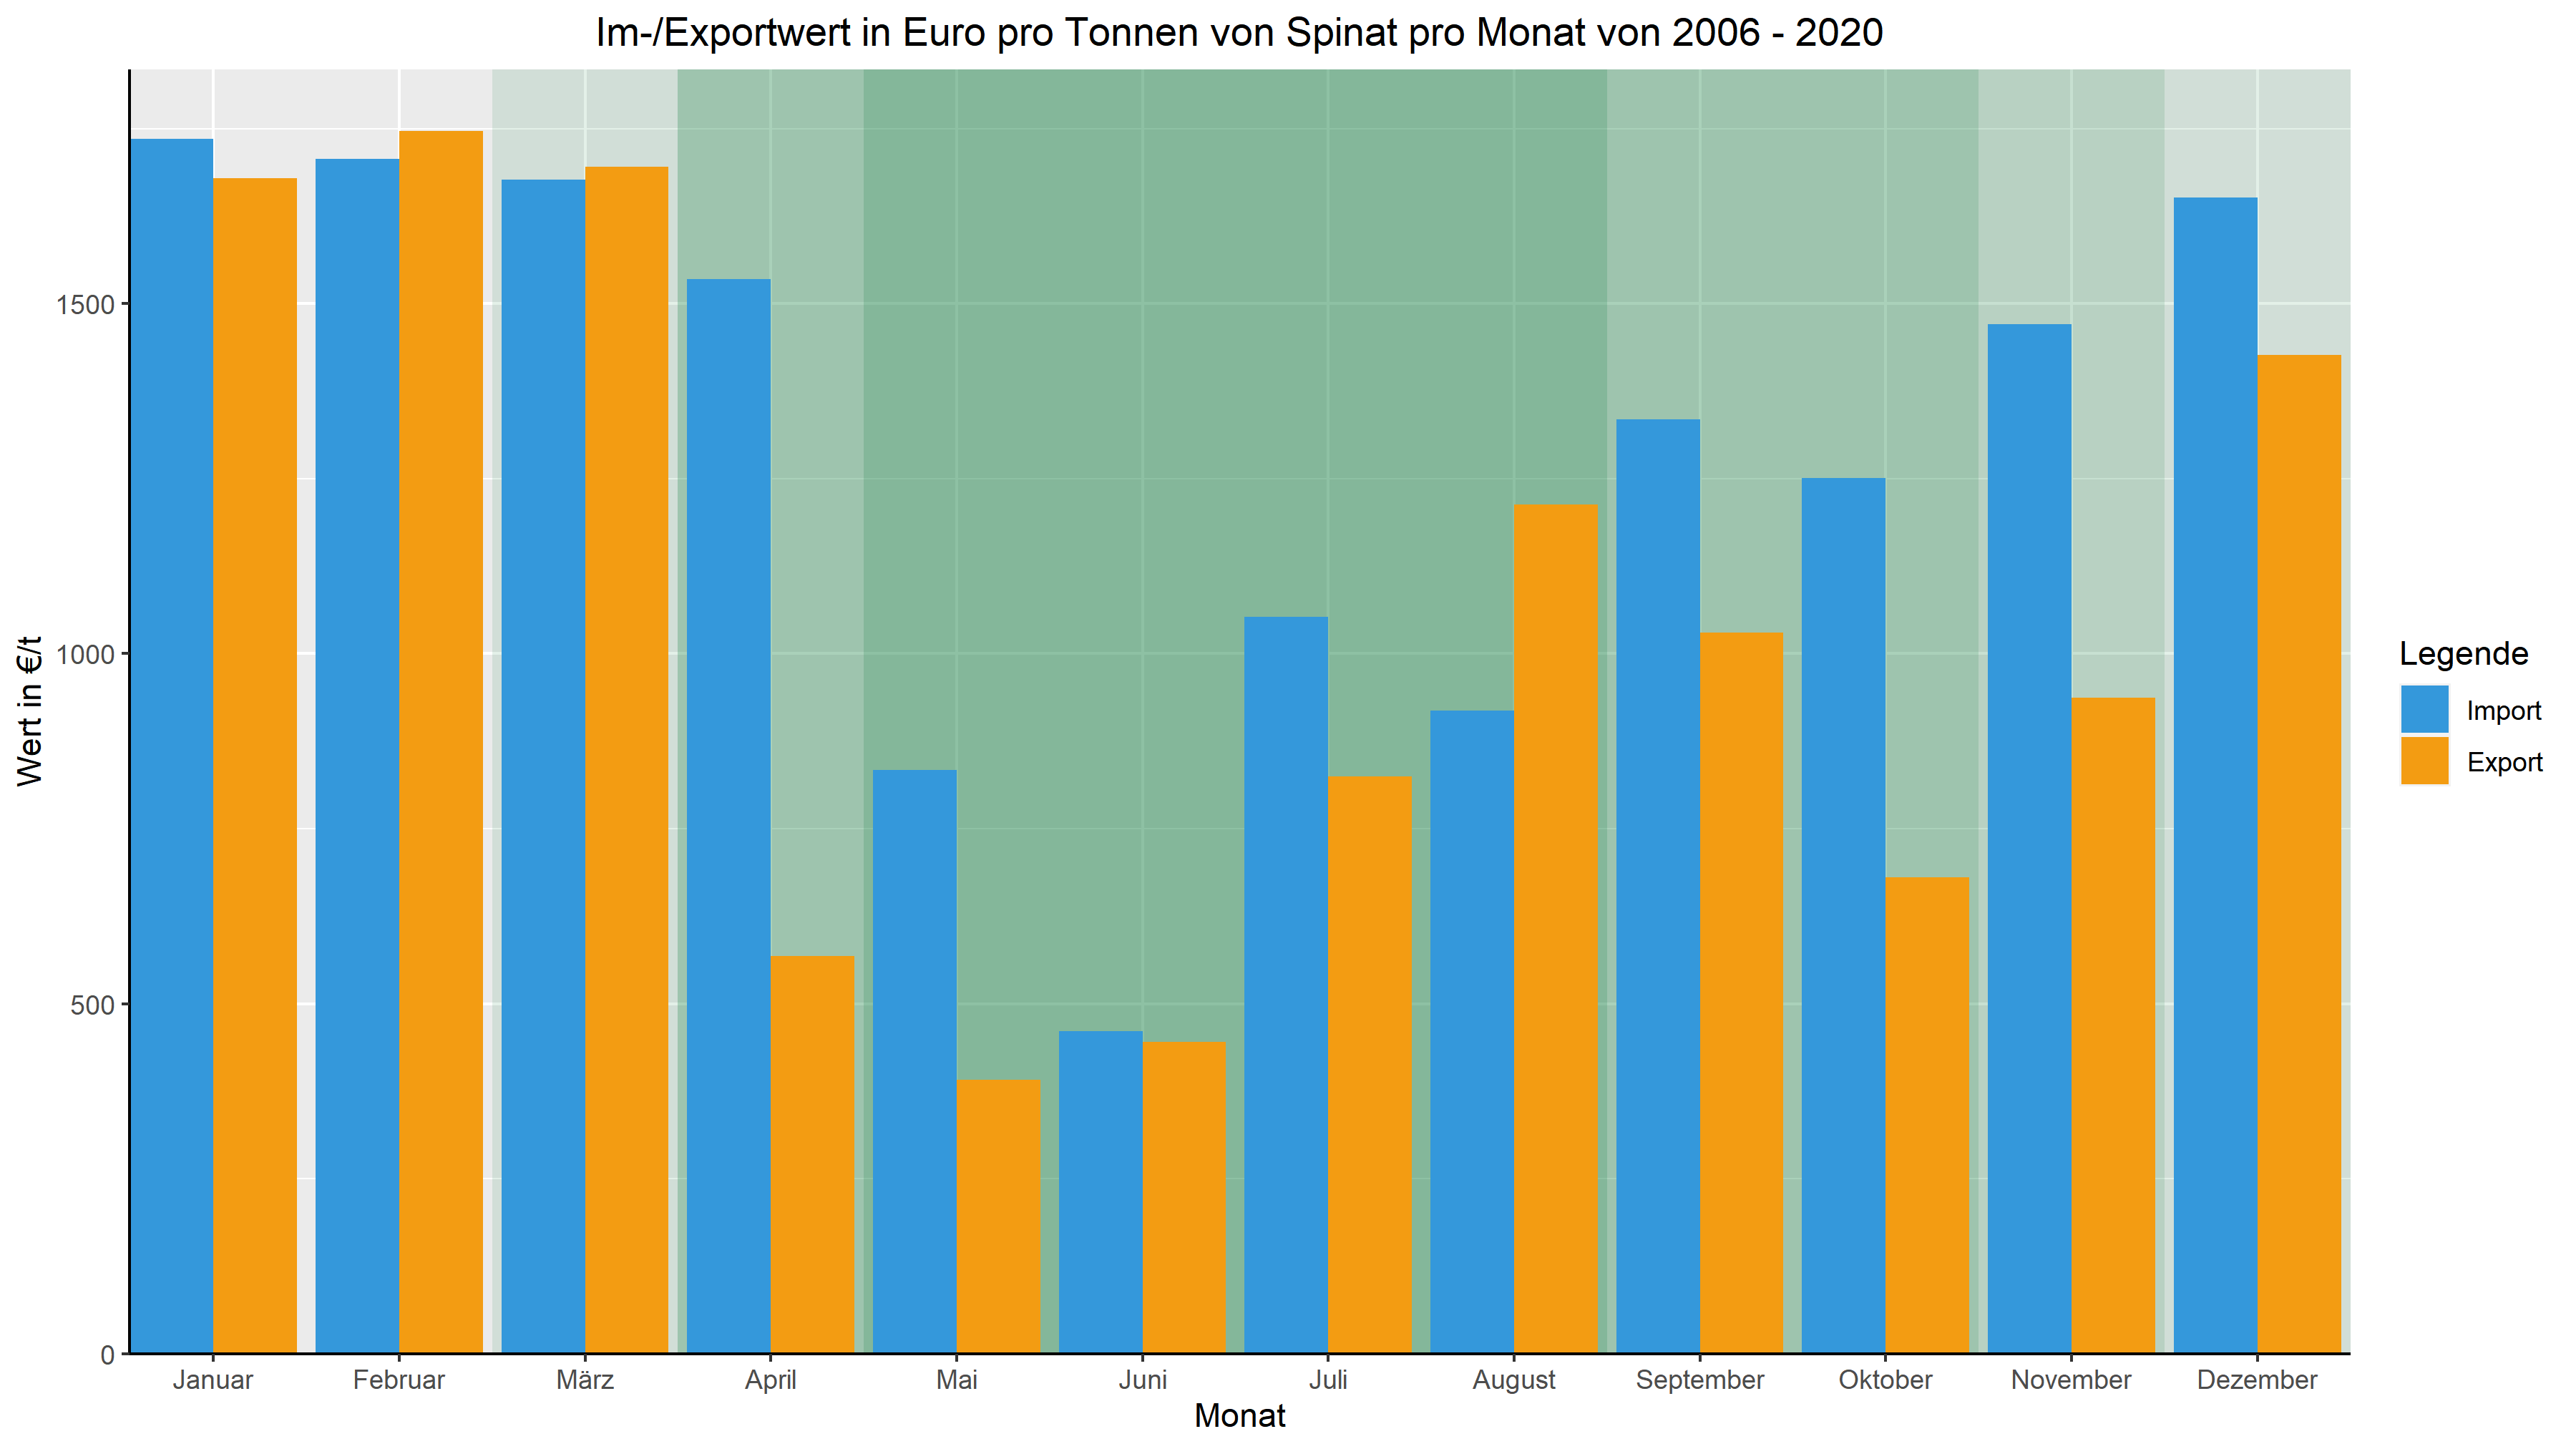 Im-/Exportwert in Euro pro Tonnen von Spinat pro Monat von 2006 - 2020
Wert in €/t
1500
1000
500
0
Januar Februar März April Mai Juni Juli August September Oktober November Dezember
Monat
Legende
Import
Export